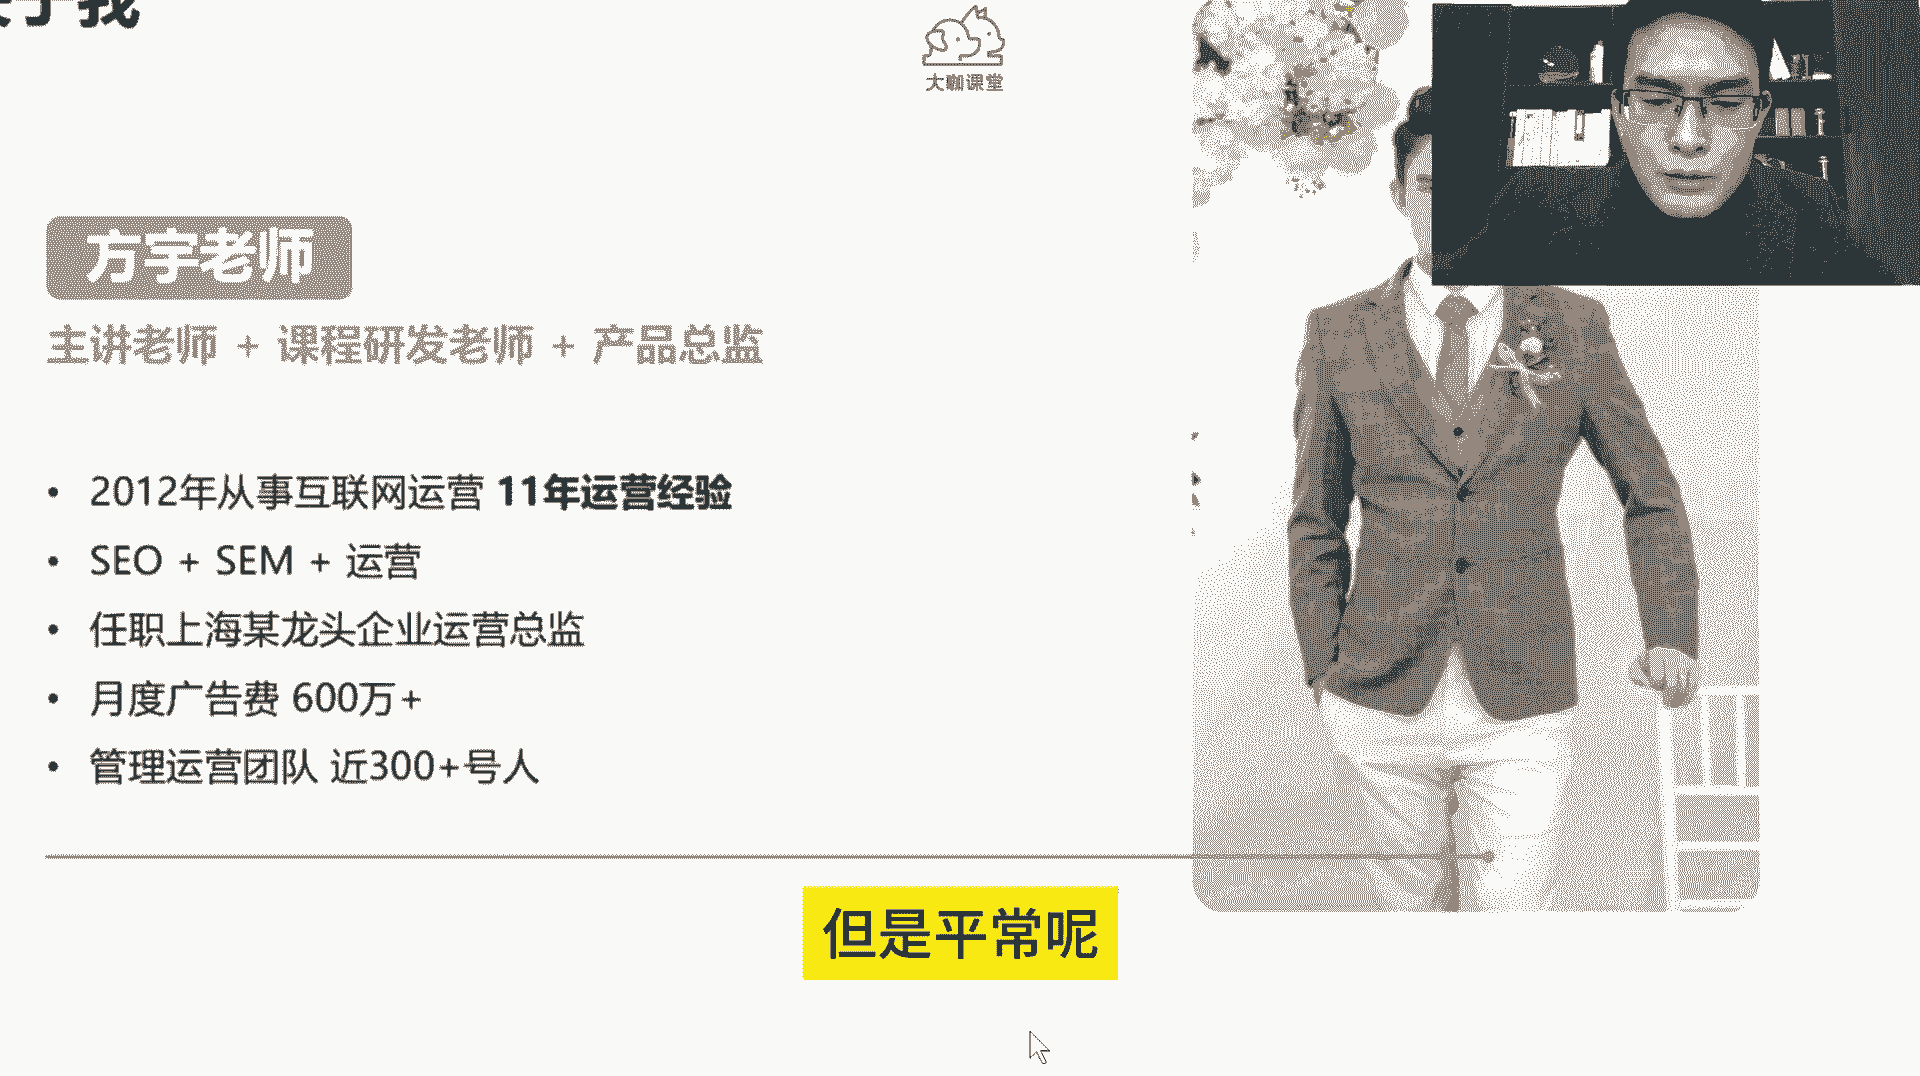 于我
大咖课堂
方宇老师
主讲老师 + 课程研发老师 + 产品总监
• 2012年从事互联网运营 11年运营经验
• SEO + SEM + 运营
• 任职上海某龙头企业运营总监
• 月度广告费 600万+
• 管理运营团队 近300+号人
但是平常呢